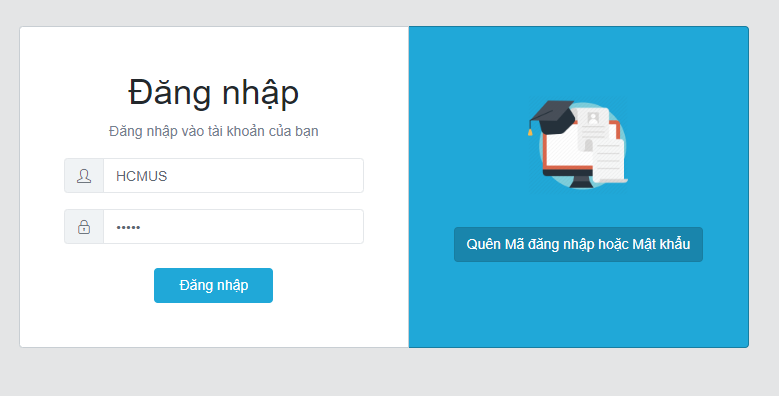 Đăng nhập
Đăng nhập vào tài khoản của bạn
HCMUS
•••••
Đăng nhập
Quên Mã đăng nhập hoặc Mật khẩu